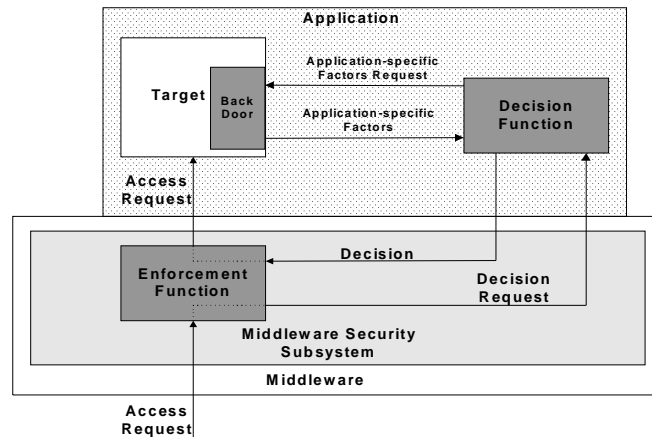 Application
Application-specific
Factors Request
Target
Back
Door
Decision
Function
Application-specific
Factors
Access
Request
Enforcement
Function
Decision
Decision
Request
Middleware Security
Subsystem
Middleware
Access
Request